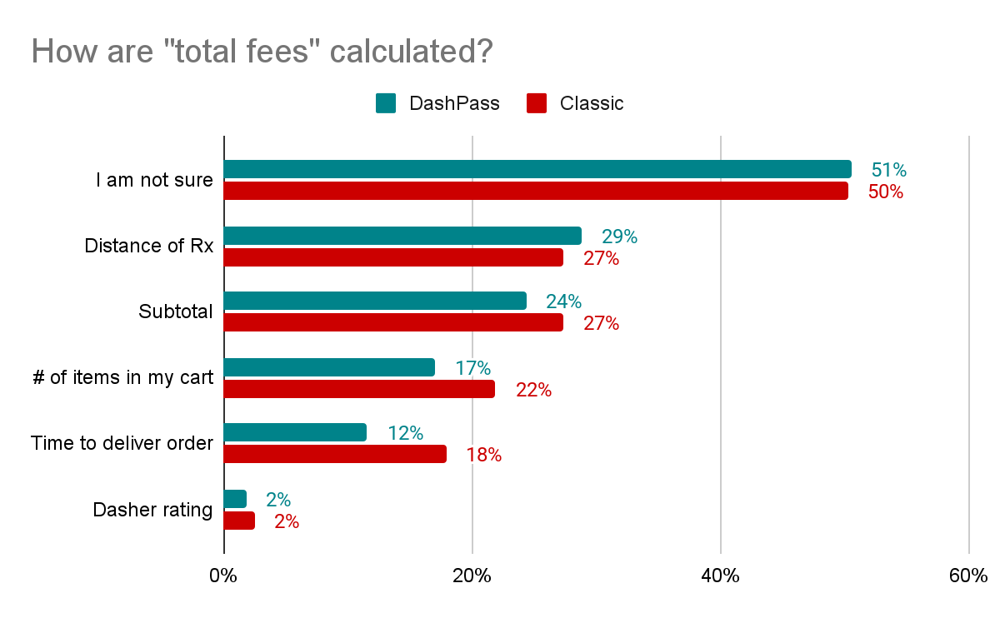 How are "total fees" calculated?
DashPass Classic
I am not sure 51%
50%
Distance of Rx 29%
27%
Subtotal 24%
27%
# of items in my cart 17%
22%
Time to deliver order 12%
18%
Dasher rating 2%
2%
0% 20% 40% 60%